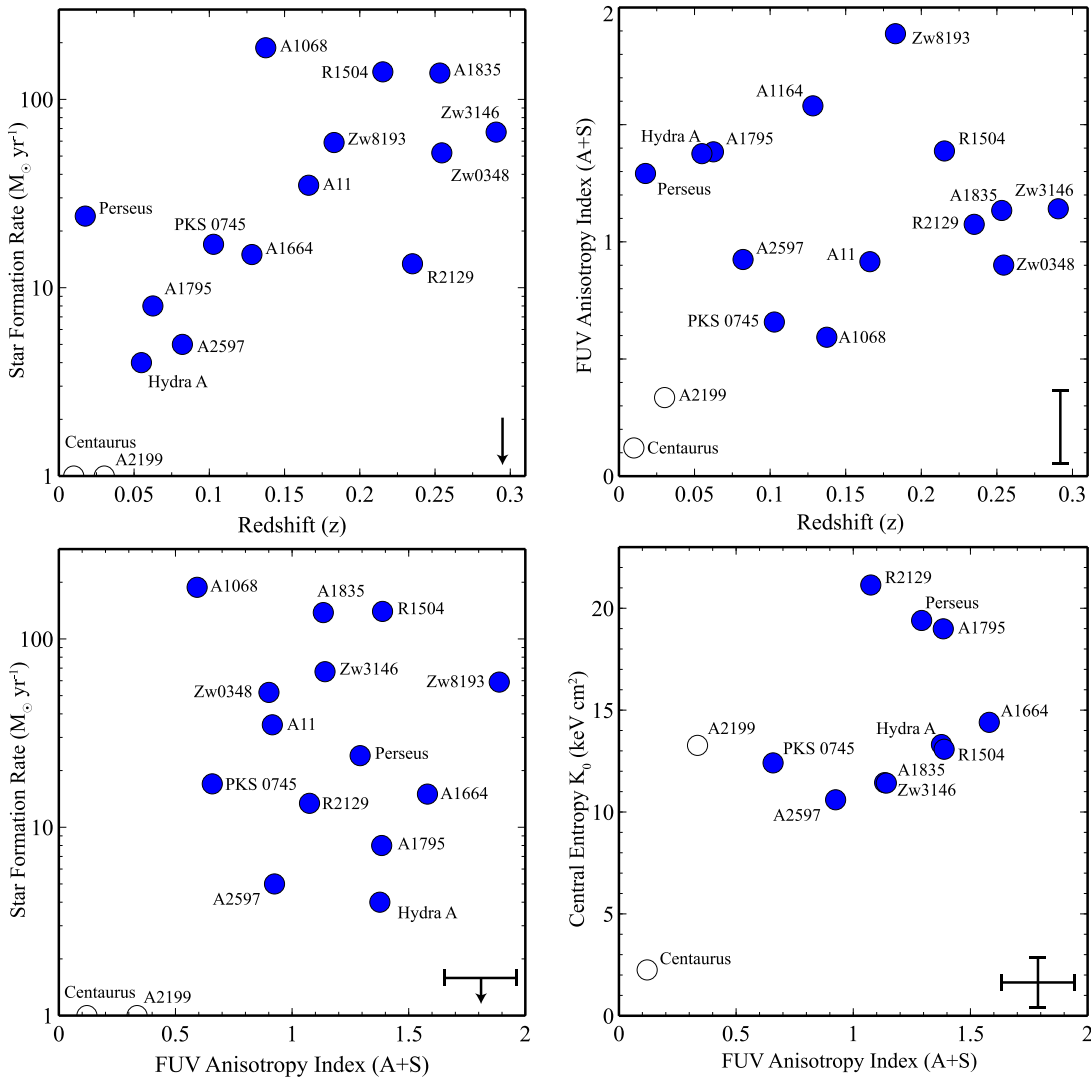 A1068
R1504
A1835
100
Zw3146
Zw8193
Zw0348
A11
Perseus
PKS 0745
A1664
R2129
10
A1795
A2597
Hydra A
Centaurus
A2199
1
0 0.05 0.1 0.15 0.2 0.25 0.3
Redshift (z)
Star Formation Rate (M☉ yr⁻¹)
2
Zw8193
A1164
Hydra A
A1795
R1504
Perseus
A1835
Zw3146
R2129
1
A2597
A11
Zw0348
PKS 0745
A1068
A2199
Centaurus
0
0 0.05 0.1 0.15 0.2 0.25 0.3
Redshift (z)
FUV Anisotropy Index (A+S)
A1068
A1835
R1504
100
Zw3146
Zw8193
Zw0348
A11
Perseus
PKS 0745
R2129
A1664
10
A1795
A2597
Hydra A
Centaurus
A2199
1
0 0.5 1 1.5 2
FUV Anisotropy Index (A+S)
Star Formation Rate (M☉ yr⁻¹)
R2129
20
Perseus
A1795
15
A1664
A2199
Hydra A
PKS 0745
R1504
A1835
Zw3146
A2597
10
5
Centaurus
0
0 0.5 1 1.5 2
FUV Anisotropy Index (A+S)
Central Entropy K₀ (keV cm²)